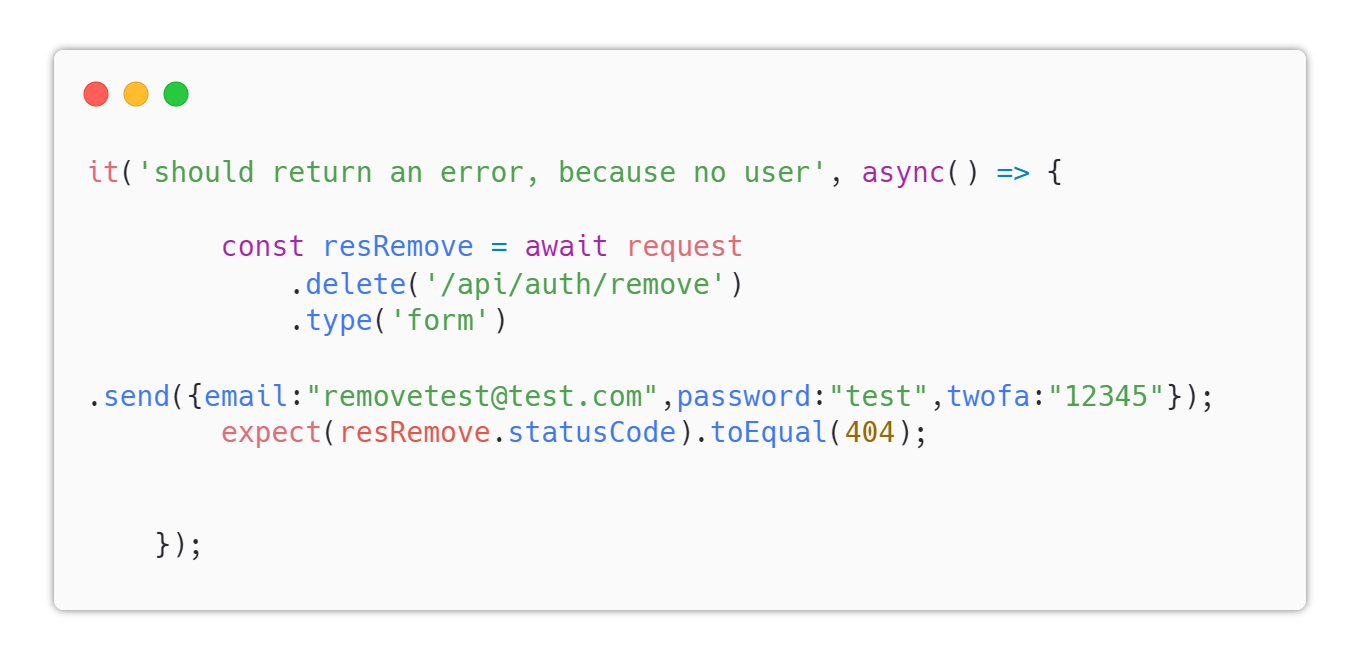 it('should return an error, because no user', async() => {
const resRemove = await request
.delete('/api/auth/remove')
.type('form')
.send({email:"removetest@test.com",password:"test",twofa:"12345"});
expect(resRemove.statusCode).toEqual(404);
});